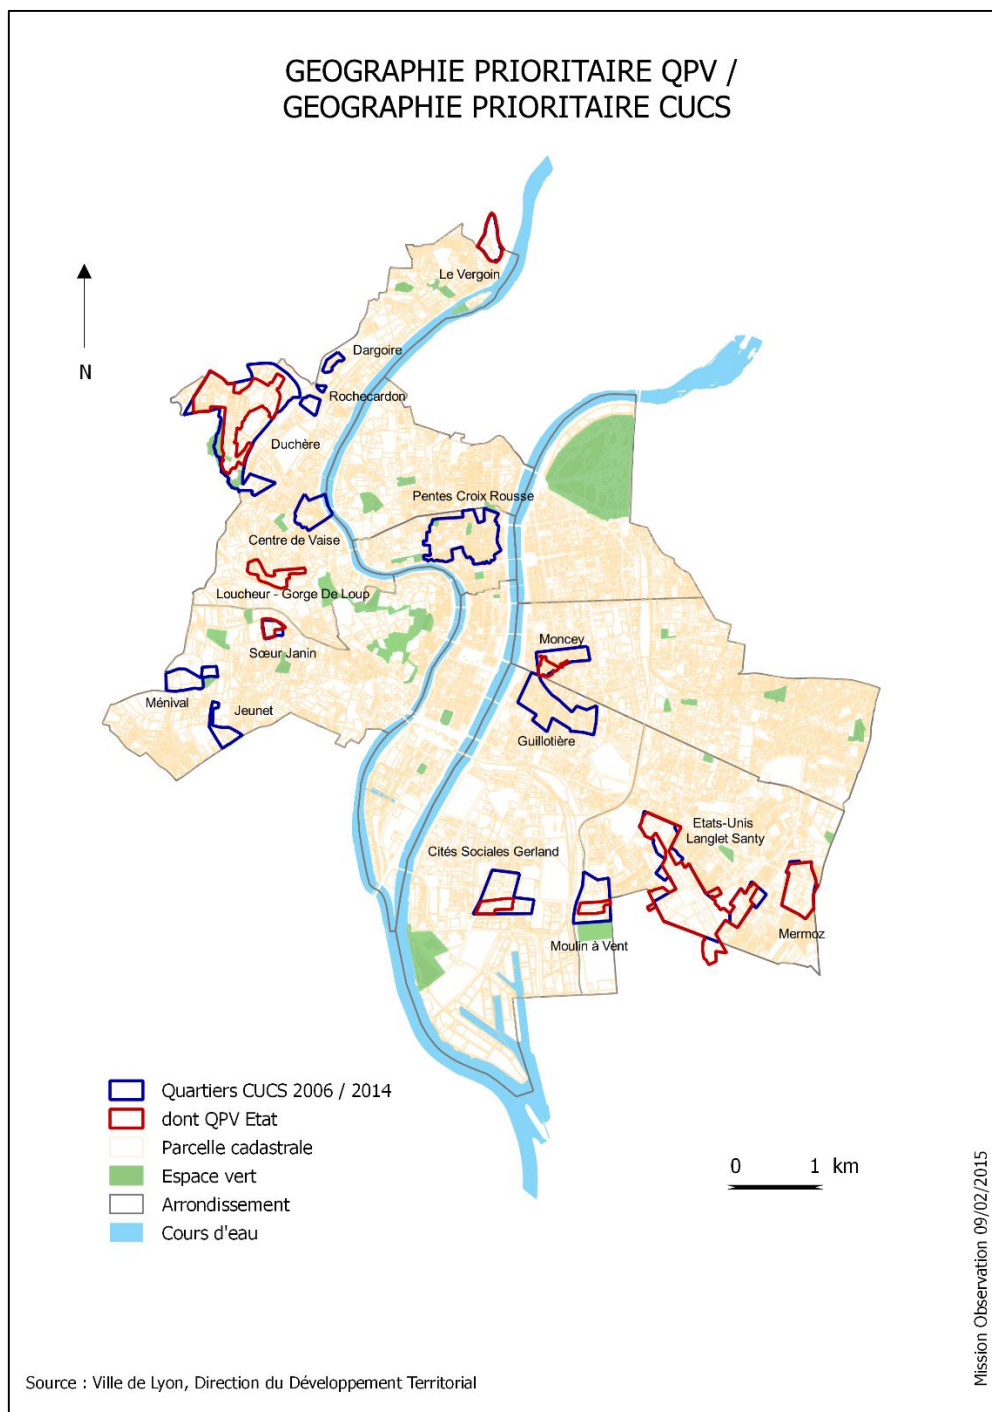 GEOGRAPHIE PRIORITAIRE QPV /
GEOGRAPHIE PRIORITAIRE CUCS
Le Vergoin
N
Dargoire
Rochecardon
Duchère
Pentes Croix Rousse
Centre de Vaise
Loucheur - Gorge De Loup
Moncey
Sœur Janin
Ménival
Jeunet
Guillotière
Etats-Unis
Langlet Santy
Cités Sociales Gerland
Mermoz
Moulin à Vent
Quartiers CUCS 2006 / 2014
dont QPV Etat
Parcelle cadastrale
Espace vert
Arrondissement
Cours d'eau
0 1 km
Mission Observation 09/02/2015
Source : Ville de Lyon, Direction du Développement Territorial